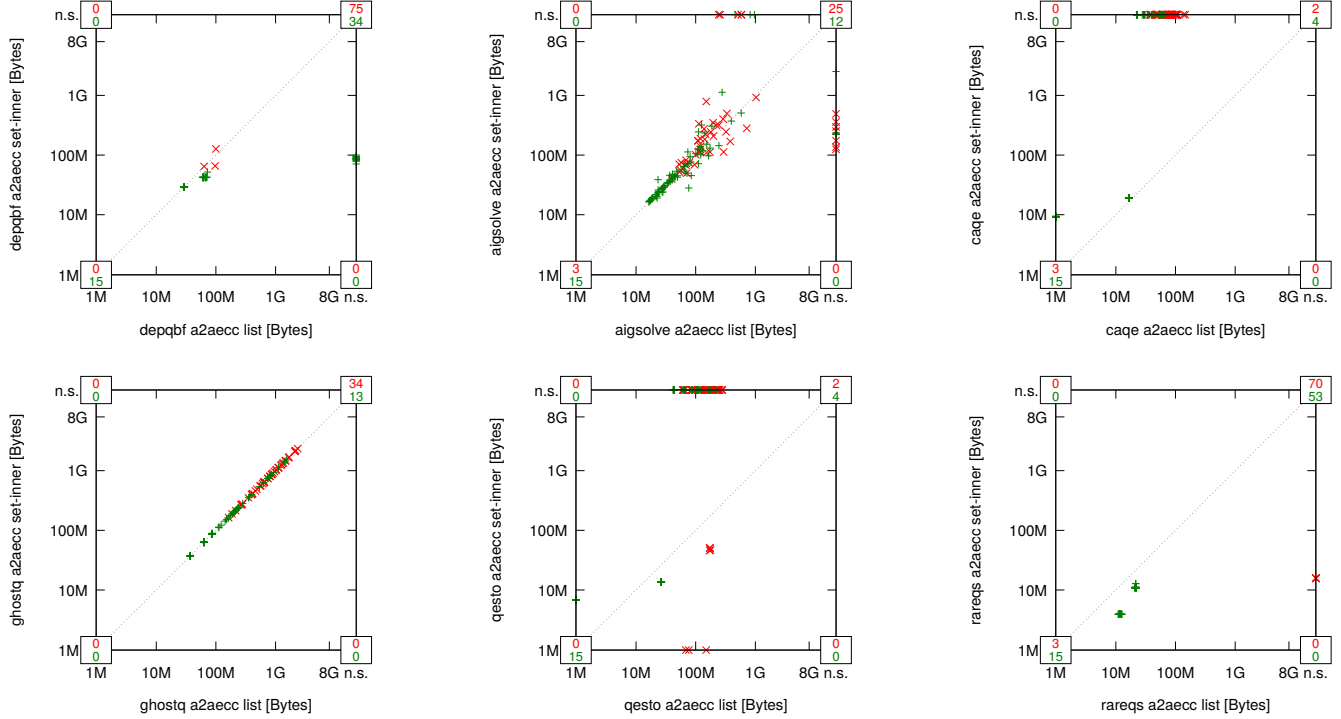 0 75 0 25 0 2
n.s. 0 34 n.s. 0 12 n.s. 0 4
8G 8G 8G
1G 1G 1G
100M 100M 100M
10M 10M 10M
1M 0 15 0 0 1M 3 15 0 0 1M 3 15 0 0
1M 10M 100M 1G 8G n.s. 1M 10M 100M 1G 8G n.s. 1M 10M 100M 1G 8G n.s.
depqbf a2aecc set-inner [Bytes]
depqbf a2aecc list [Bytes]
aigsolve a2aecc set-inner [Bytes]
aigsolve a2aecc list [Bytes]
caqe a2aecc set-inner [Bytes]
caqe a2aecc list [Bytes]
0 34 0 2 0 70
n.s. 0 13 n.s. 0 4 n.s. 0 53
8G 8G 8G
1G 1G 1G
100M 100M 100M
10M 10M 10M
1M 0 0 0 0 1M 0 15 0 0 1M 3 15 0 0
1M 10M 100M 1G 8G n.s. 1M 10M 100M 1G 8G n.s. 1M 10M 100M 1G 8G n.s.
ghostq a2aecc set-inner [Bytes]
ghostq a2aecc list [Bytes]
qesto a2aecc set-inner [Bytes]
qesto a2aecc list [Bytes]
rareqs a2aecc set-inner [Bytes]
rareqs a2aecc list [Bytes]